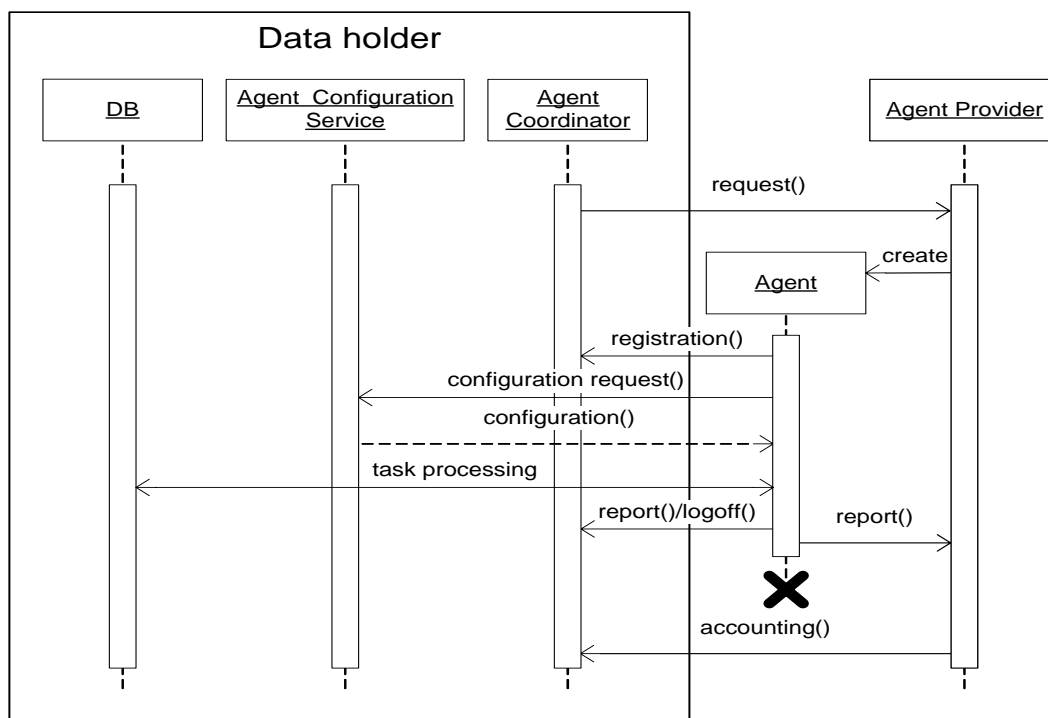 Data holder
DB
Agent Configuration
Service
Agent
Coordinator
Agent Provider
request()
create
Agent
registration()
configuration request()
configuration()
task processing
report()/logoff()
report()
accounting()